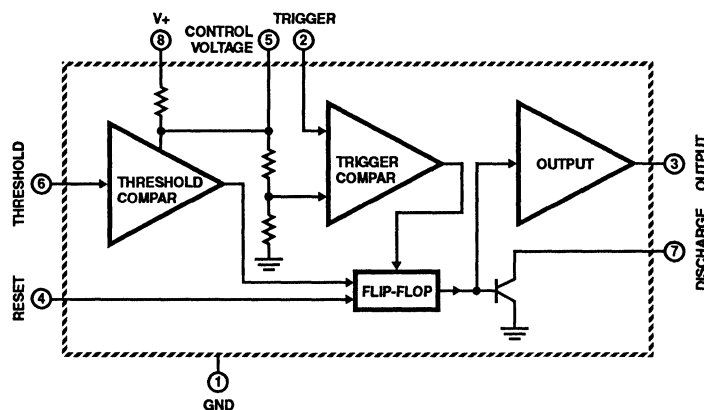 V+
8
CONTROL
VOLTAGE
5
TRIGGER
2
THRESHOLD
6
THRESHOLD
COMPAR
TRIGGER
COMPAR
OUTPUT
3
OUTPUT
7
DISCHARGE
RESET
4
FLIP-FLOP
1
GND